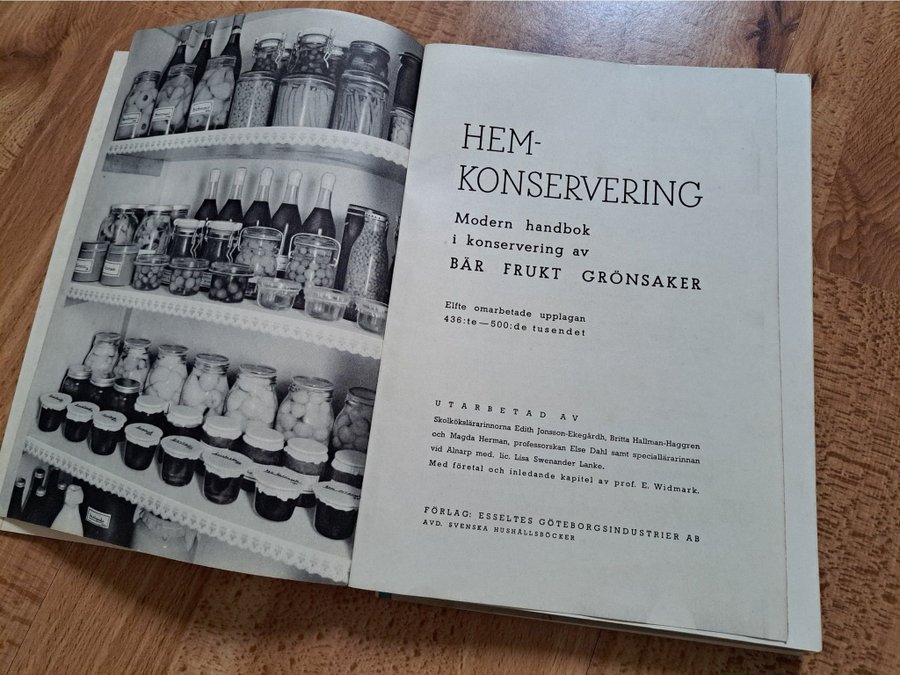 HEM-
KONSERVERING
Modern handbok
i konservering av
BÄR FRUKT GRÖNSAKER
Elfte omarbetade upplagan
436:te—500:de tusendet
UTARBETAD AV
Skolkökslärarinnorna Edith Jonsson-Ekegårdh, Britta Hallman-Haggren
och Magda Herman, professorskan Else Dahl samt speciallärarinnan
vid Alnarp med. lic. Lisa Swenander Lanke.
Med företal och inledande kapitel av prof. E. Widmark.
FÖRLAG: ESSELTES GÖTEBORGSINDUSTRIER AB
AVD. SVENSKA HUSHÅLLSBÖCKER